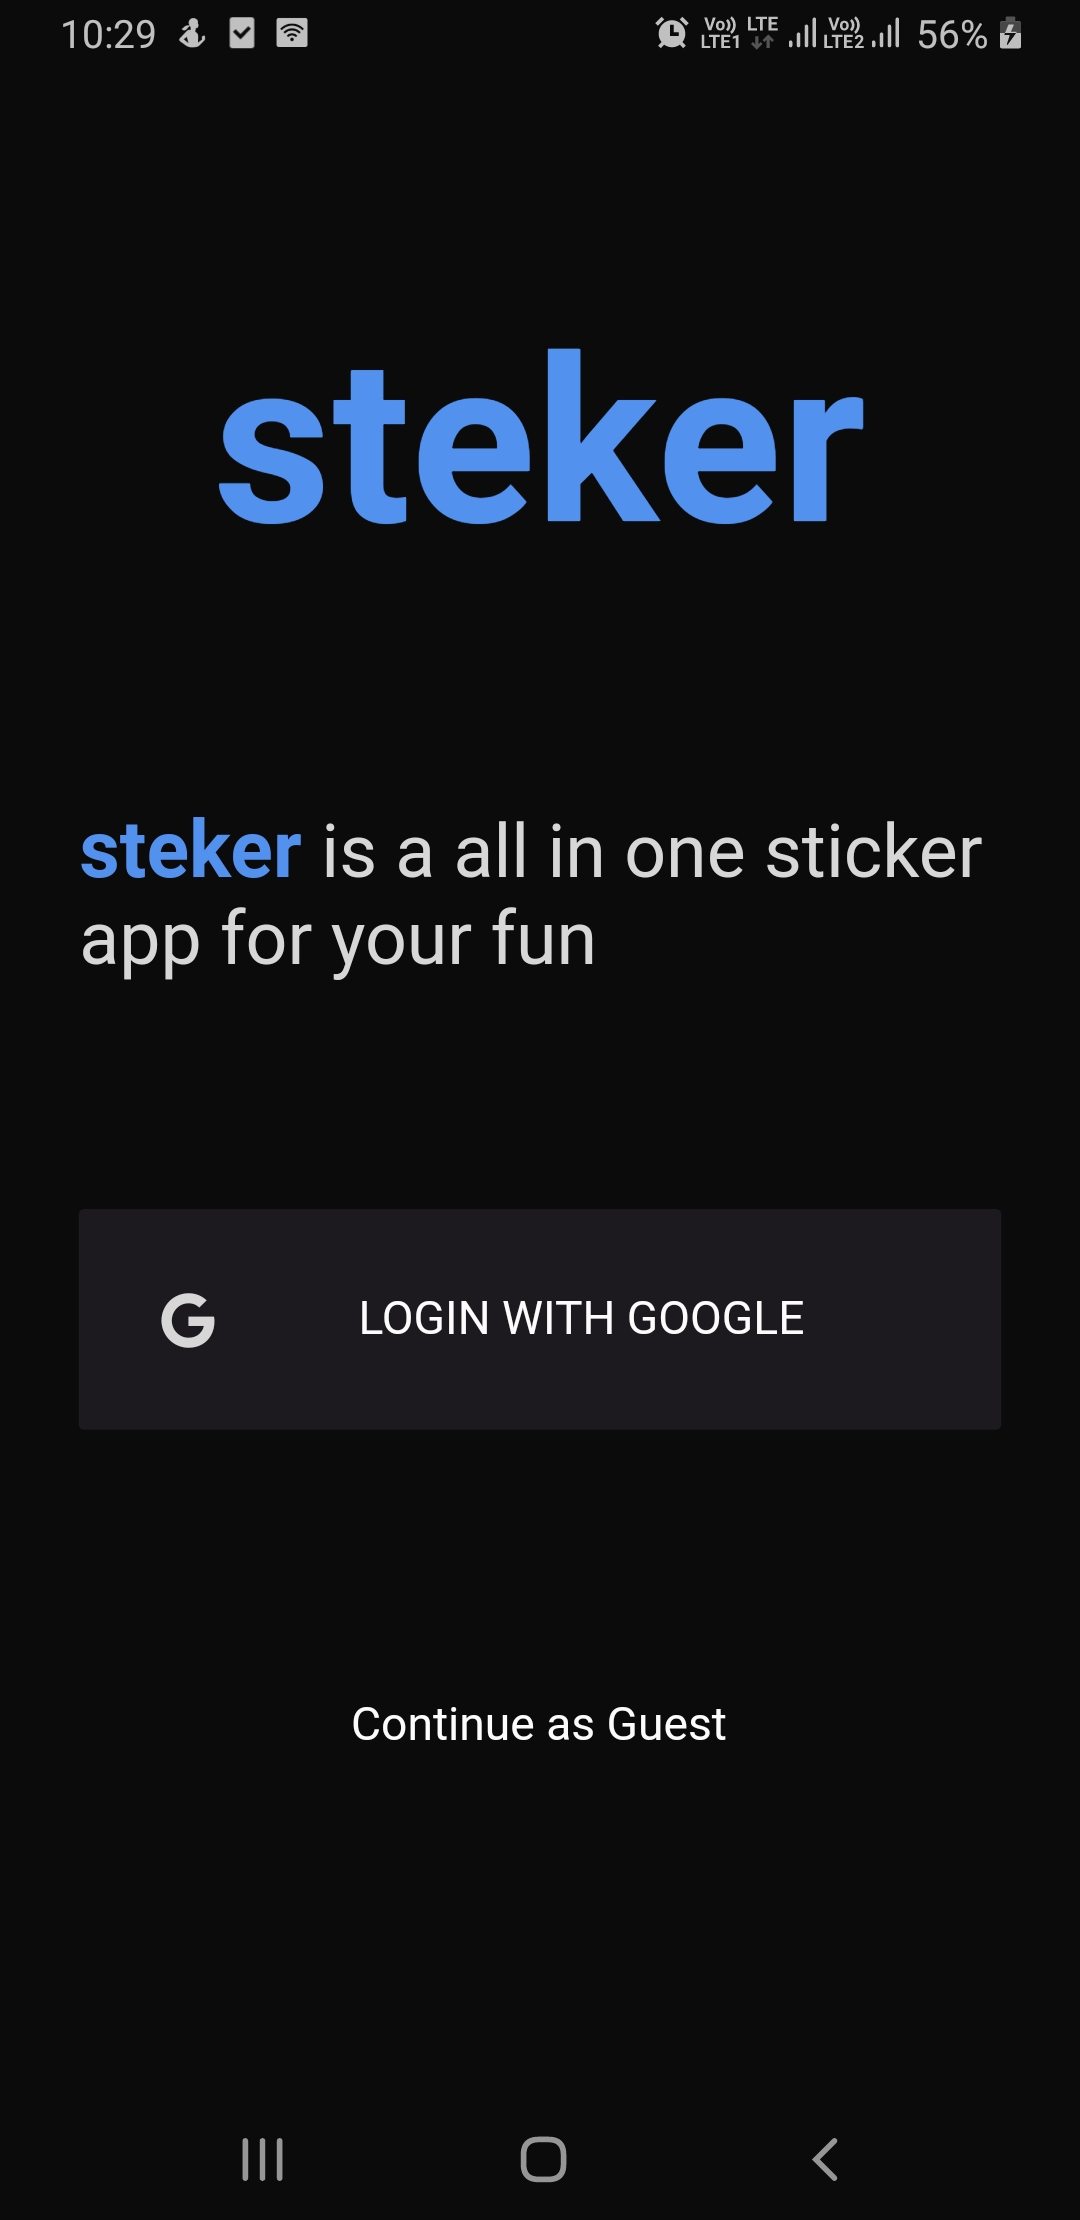 10:29 Vo)) LTE1 LTE Vo)) LTE2 56%
steker
steker is a all in one sticker
app for your fun
G LOGIN WITH GOOGLE
Continue as Guest